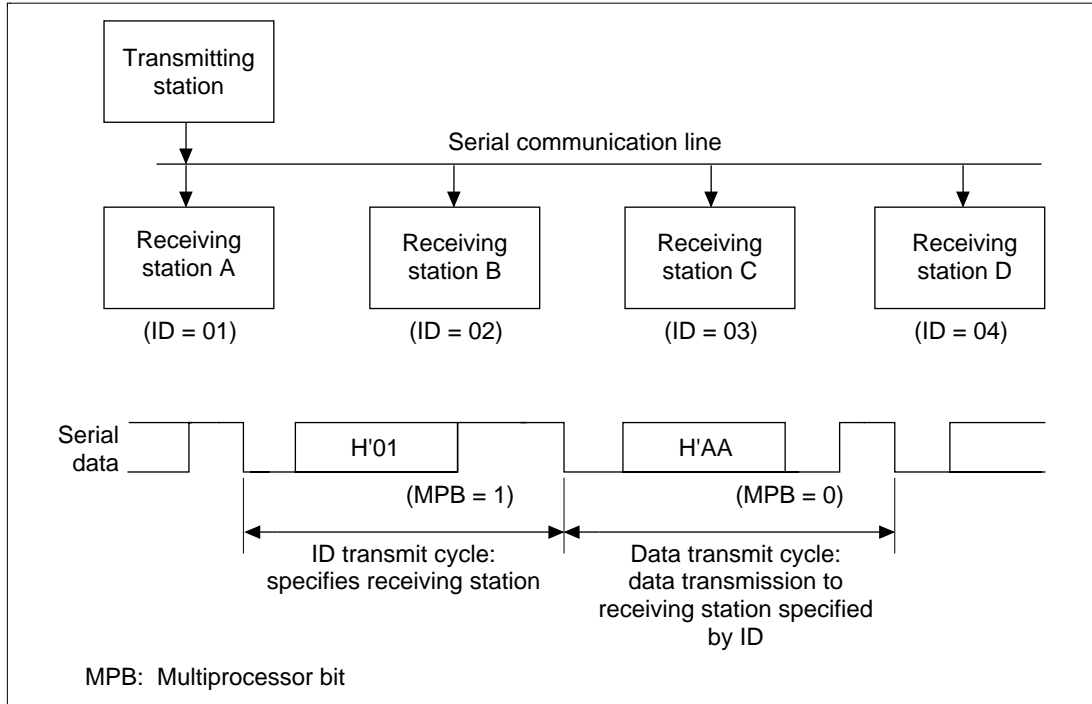 Transmitting
station
Serial communication line
Receiving
station A
Receiving
station B
Receiving
station C
Receiving
station D
(ID = 01)
(ID = 02)
(ID = 03)
(ID = 04)
Serial
data
H'01
H'AA
(MPB = 1)
(MPB = 0)
ID transmit cycle:
specifies receiving station
Data transmit cycle:
data transmission to
receiving station specified
by ID
MPB: Multiprocessor bit